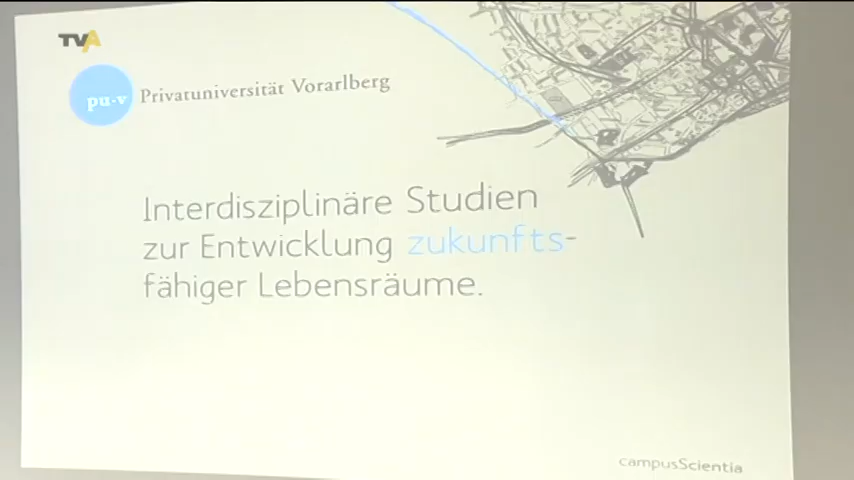 TVA
pu-v Privatuniversität Vorarlberg
Interdisziplinäre Studien
zur Entwicklung zukunfts-
fähiger Lebensräume.
campusScientia